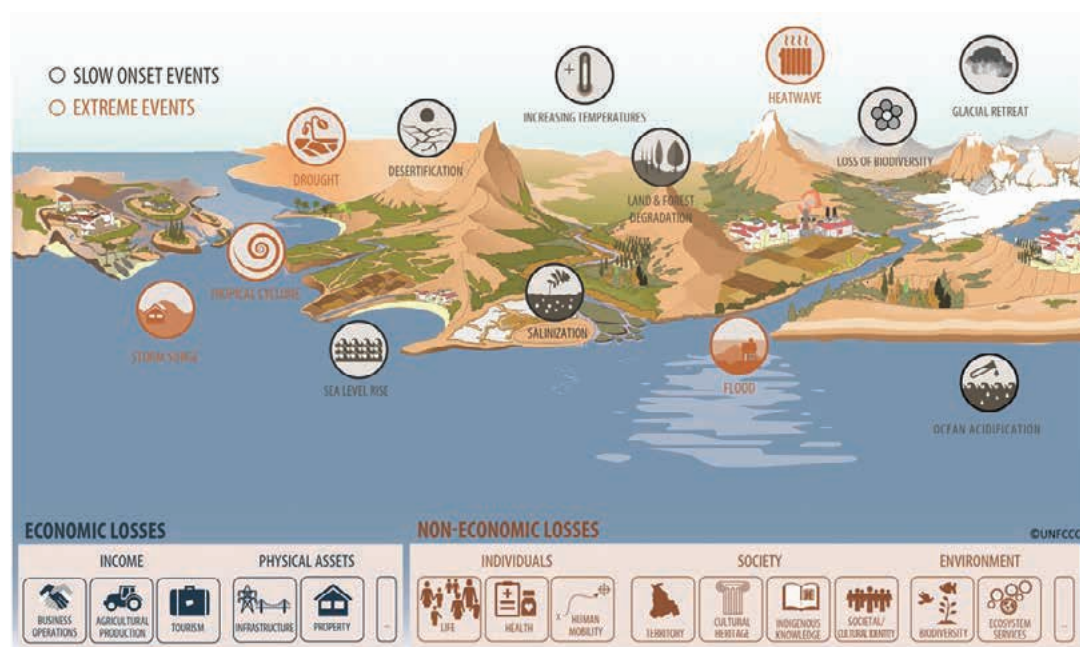 SLOW ONSET EVENTS
EXTREME EVENTS
INCREASING TEMPERATURES
HEATWAVE
GLACIAL RETREAT
DROUGHT
DESERTIFICATION
LOSS OF BIODIVERSITY
LAND & FOREST
DEGRADATION
TROPICAL CYCLONE
STORM SURGE
SALINIZATION
SEA LEVEL RISE
FLOOD
OCEAN ACIDIFICATION
ECONOMIC LOSSES
NON-ECONOMIC LOSSES
©UNFCCC
INCOME
PHYSICAL ASSETS
INDIVIDUALS
SOCIETY
ENVIRONMENT
BUSINESS
OPERATIONS
AGRICULTURAL
PRODUCTION
TOURISM
INFRASTRUCTURE
PROPERTY
...
LIFE
HEALTH
HUMAN
MOBILITY
TERRITORY
CULTURAL
HERITAGE
INDIGENOUS
KNOWLEDGE
SOCIETAL/
CULTURAL IDENTITY
BIODIVERSITY
ECOSYSTEM
SERVICES
...